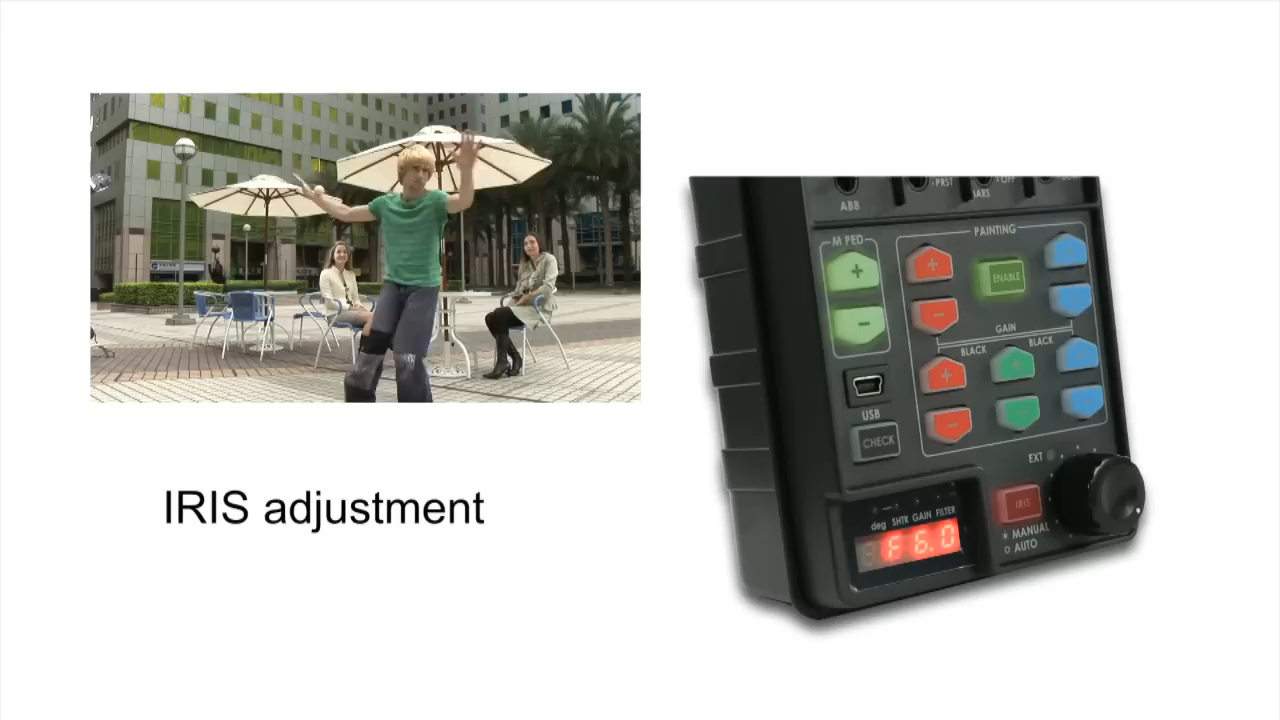 IRIS adjustment
ABB
PRST
BARS
OFF
M PED
+
-
PAINTING
+
ENABLE
-
GAIN
BLACK
BLACK
+
-
USB
CHECK
EXT
deg SHTR GAIN FILTER
F 6.0
IRIS
MANUAL
AUTO